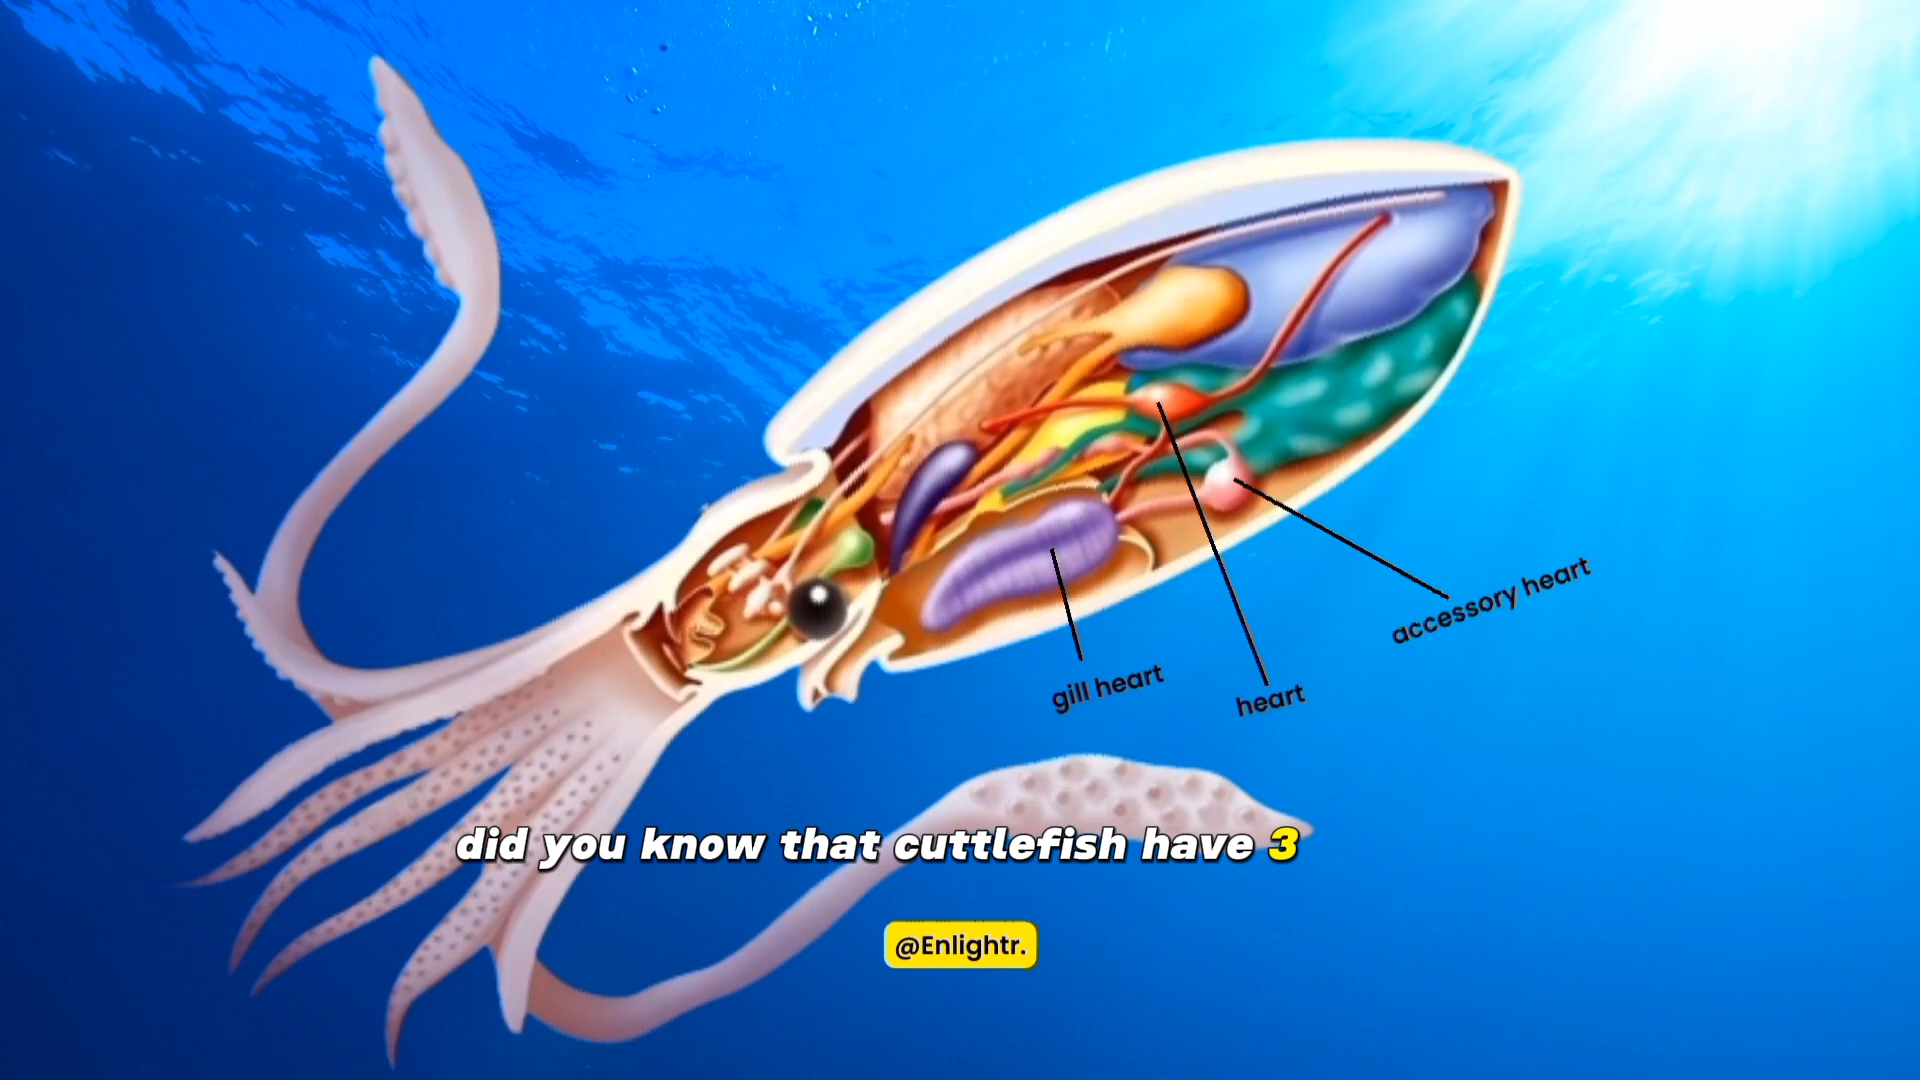 accessory heart
gill heart
heart
did you know that cuttlefish have 3
@Enlightr.